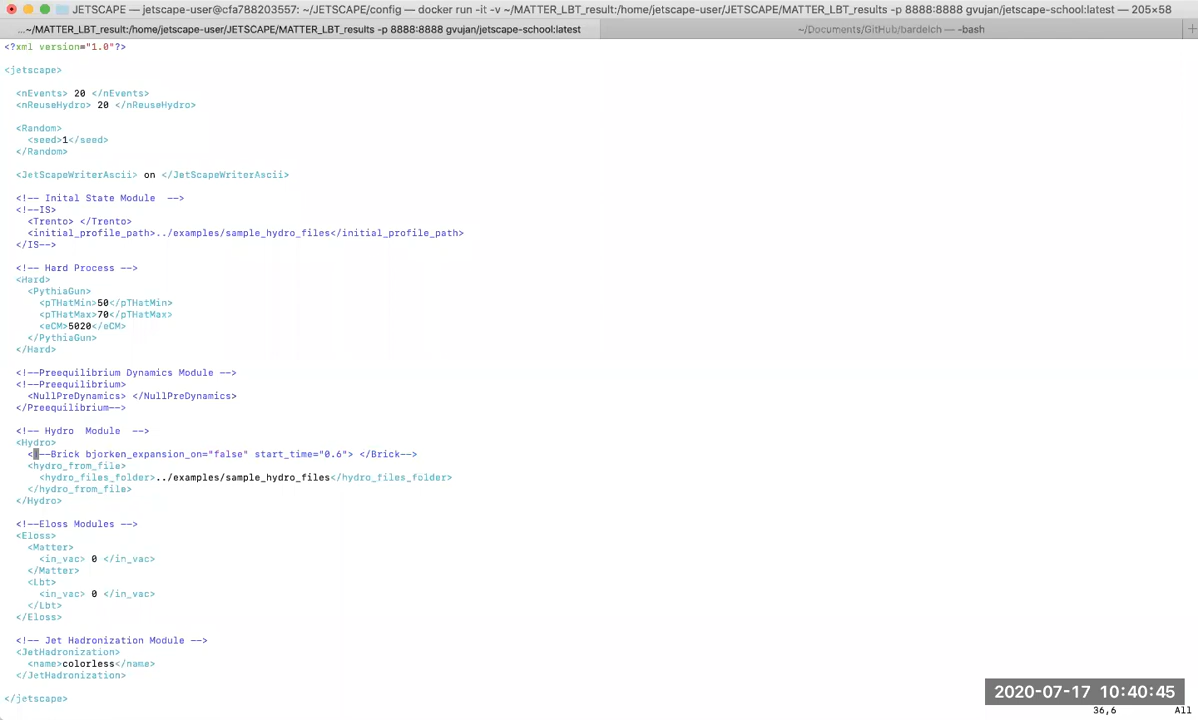 JETSCAPE — jetscape-user@cfa788203557: ~/JETSCAPE/config — docker run -it -v ~/MATTER_LBT_result:/home/jetscape-user/JETSCAPE/MATTER_LBT_results -p 8888:8888 gvujan/jetscape-school:latest — 205×58
...~/MATTER_LBT_result:/home/jetscape-user/JETSCAPE/MATTER_LBT_results -p 8888:8888 gvujan/jetscape-school:latest
~/Documents/GitHub/bardeich — -bash
<?xml version="1.0"?>
<jetscape>
<nEvents> 20 </nEvents>
<nReuseHydro> 20 </nReuseHydro>
<Random>
<seed>1</seed>
</Random>
<JetScapeWriterAscii> on </JetScapeWriterAscii>
<!-- Inital State Module -->
<!--IS>
<Trento> </Trento>
<initial_profile_path>../examples/sample_hydro_files</initial_profile_path>
</IS-->
<!-- Hard Process -->
<Hard>
<PythiaGun>
<pTHatMin>50</pTHatMin>
<pTHatMax>70</pTHatMax>
<eCM>5020</eCM>
</PythiaGun>
</Hard>
<!--Preequilibrium Dynamics Module -->
<!--Preequilibrium>
<NullPreDynamics> </NullPreDynamics>
</Preequilibrium-->
<!-- Hydro Module -->
<Hydro>
<!--Brick bjorken_expansion_on="false" start_time="0.6"> </Brick-->
<hydro_from_file>
<hydro_files_folder>../examples/sample_hydro_files</hydro_files_folder>
</hydro_from_file>
</Hydro>
<!--Eloss Modules -->
<Eloss>
<Matter>
<in_vac> 0 </in_vac>
</Matter>
<Lbt>
<in_vac> 0 </in_vac>
</Lbt>
</Eloss>
<!-- Jet Hadronization Module -->
<JetHadronization>
<name>colorless</name>
</JetHadronization>
</jetscape>
2020-07-17 10:40:45
36,6 All